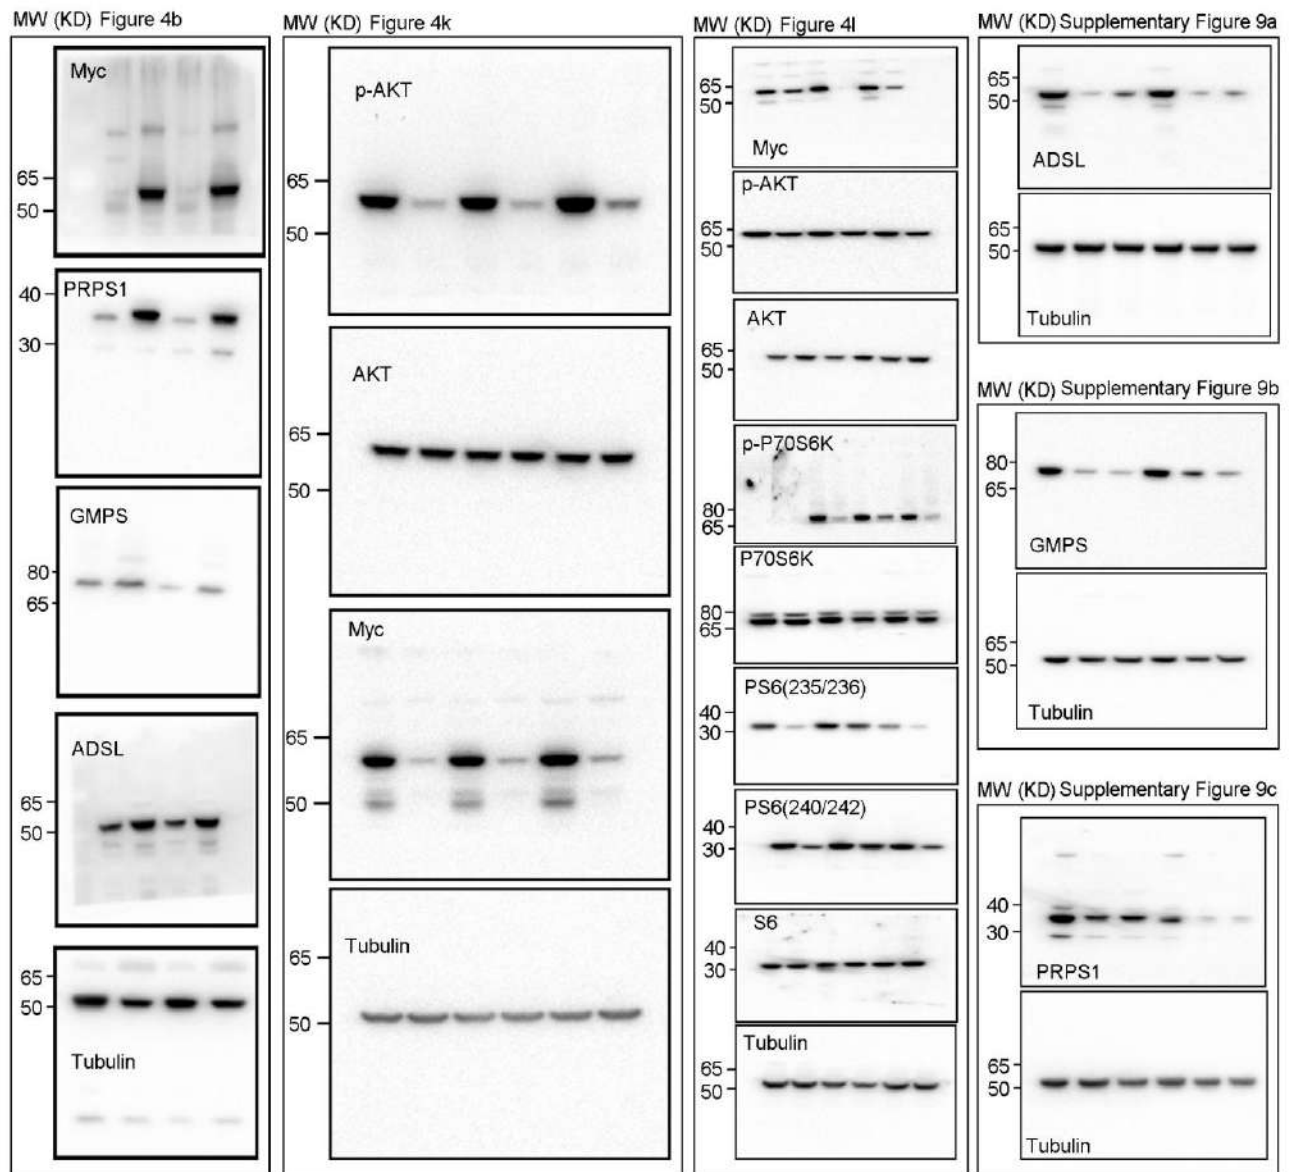 MW (KD) Figure 4b
Myc
65
50
PRPS1
40
30
GMPS
80
65
ADSL
65
50
65
50
Tubulin
MW (KD) Figure 4k
p-AKT
65
50
AKT
65
50
Myc
65
50
Tubulin
65
50
MW (KD) Figure 4l
65
50
Myc
p-AKT
65
50
AKT
65
50
p-P70S6K
80
65
P70S6K
80
65
PS6(235/236)
40
30
PS6(240/242)
40
30
S6
40
30
Tubulin
65
50
MW (KD) Supplementary Figure 9a
65
50
ADSL
65
50
Tubulin
MW (KD) Supplementary Figure 9b
80
65
GMPS
65
50
Tubulin
MW (KD) Supplementary Figure 9c
40
30
PRPS1
65
50
Tubulin